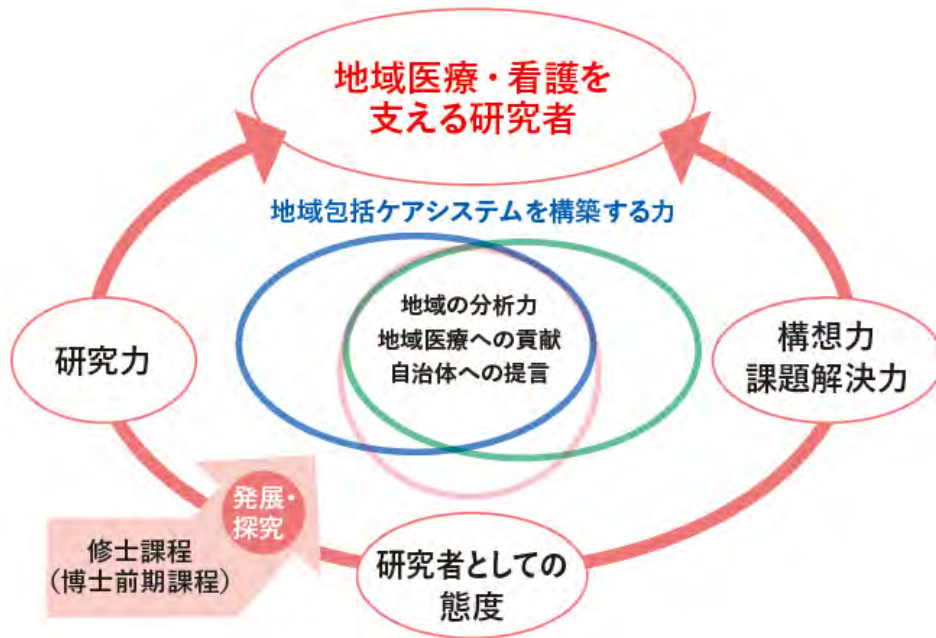 地域医療・看護を
支える研究者
地域包括ケアシステムを構築する力
地域の分析力
地域医療への貢献
自治体への提言
研究力
構想力
課題解決力
発展・
探究
修士課程
（博士前期課程）
研究者としての
態度